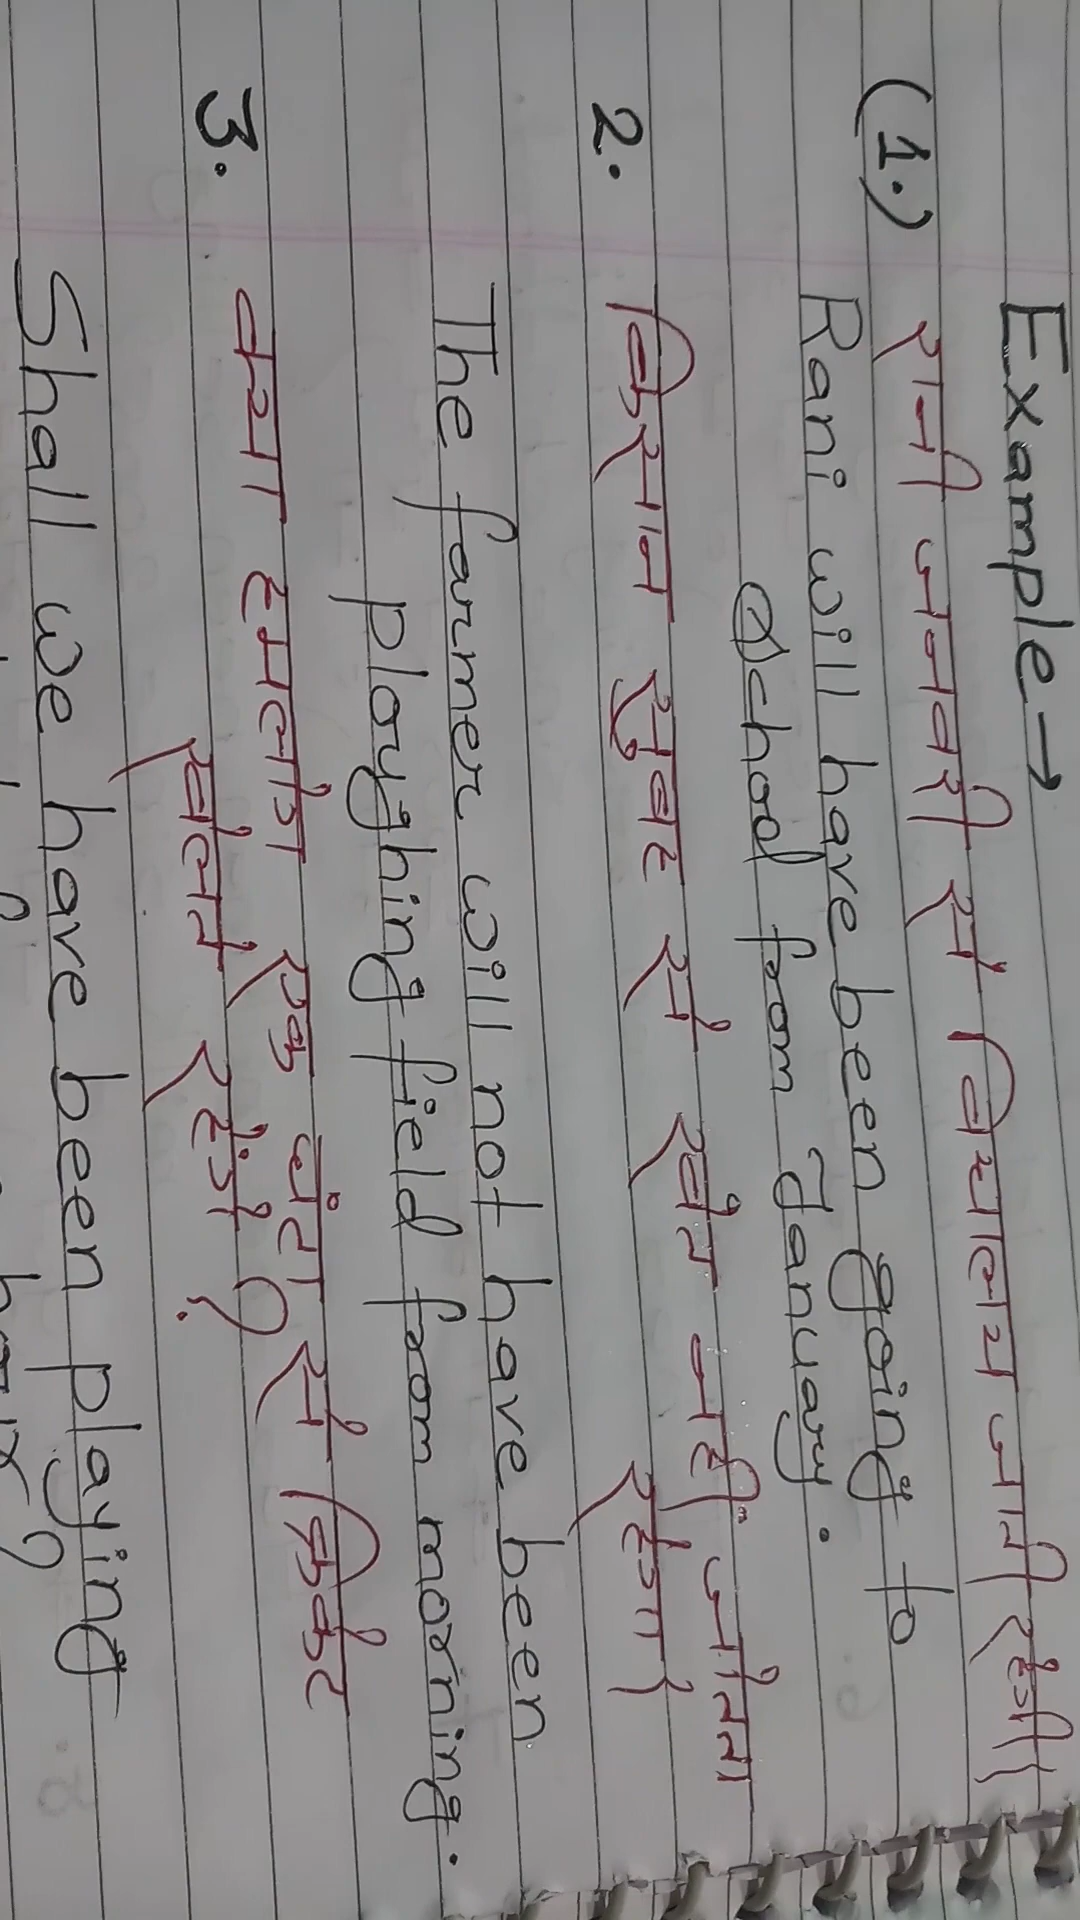 Example→
(1.) रानी जनवरी से विद्यालय जाती रहेगी।
Rani will have been going to
School from January.
2. किसान सुबह से खेत नहीं जोतता
रहेगा।
The farmer will not have been
ploughing field from morning.
3. क्या हमलोग एक घंटा से क्रिकेट
खेलते रहेंगे?
Shall we have been playing